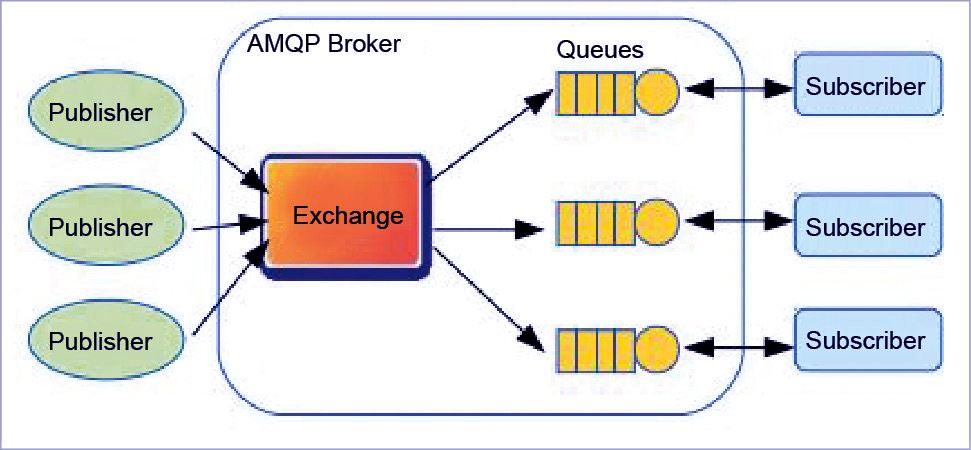 AMQP Broker
Queues
Publisher
Subscriber
Exchange
Publisher
Subscriber
Publisher
Subscriber